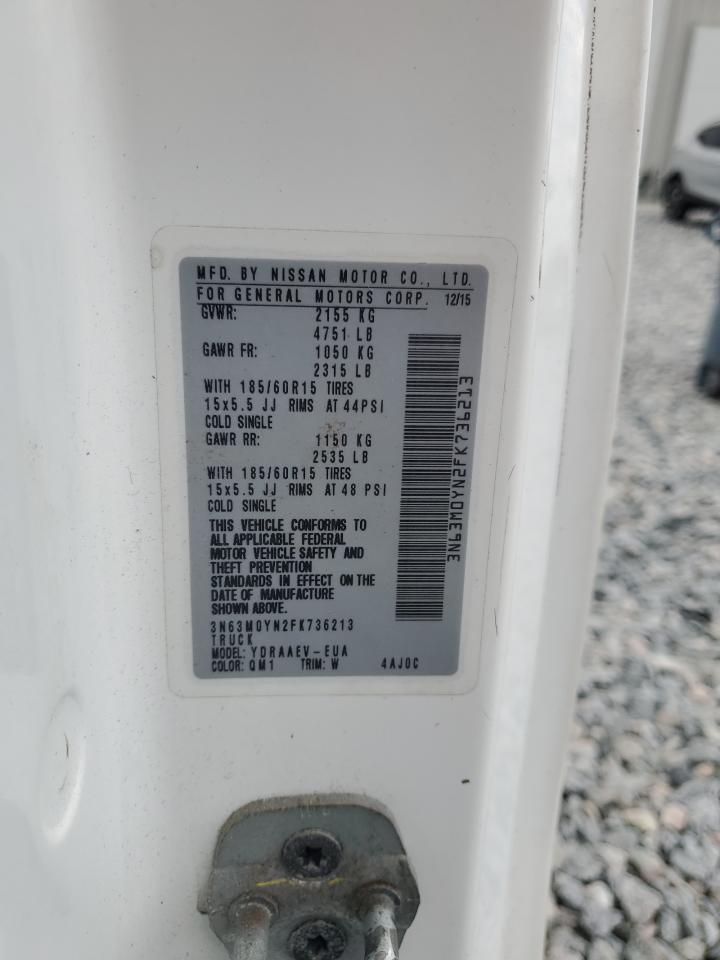 MFD. BY NISSAN MOTOR CO., LTD.
FOR GENERAL MOTORS CORP. 12/15
GVWR: 2155 KG
4751 LB
GAWR FR: 1050 KG
2315 LB
WITH 185/60R15 TIRES
15x5.5 JJ RIMS AT 44PSI
COLD SINGLE
GAWR RR: 1150 KG
2535 LB
WITH 185/60R15 TIRES
15x5.5 JJ RIMS AT 48 PSI
COLD SINGLE
THIS VEHICLE CONFORMS TO
ALL APPLICABLE FEDERAL
MOTOR VEHICLE SAFETY AND
THEFT PREVENTION
STANDARDS IN EFFECT ON THE
DATE OF MANUFACTURE
SHOWN ABOVE.
3N63M0YN2FK736213
TRUCK
MODEL: YDRAAEV-EUA
COLOR: QM1 TRIM: W 4AJ0C
3N63M0YN2FK736213